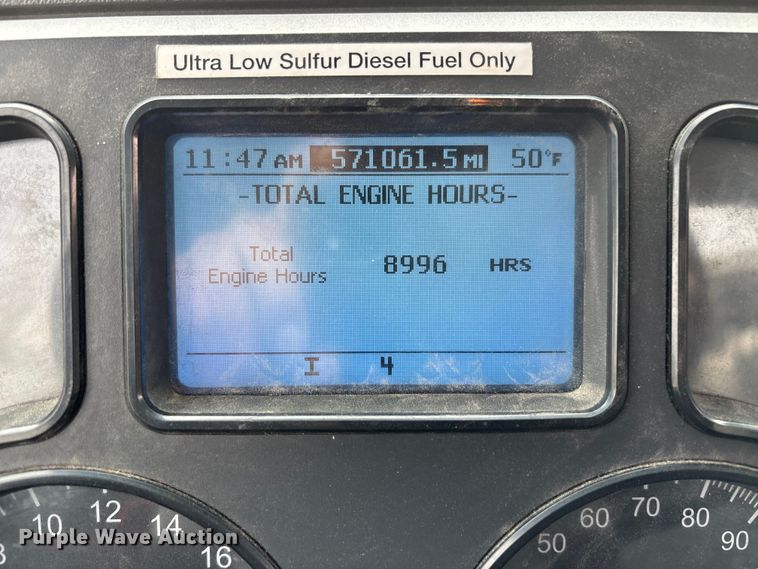 Ultra Low Sulfur Diesel Fuel Only
11:47 AM 571061.5 MI 50°F
-TOTAL ENGINE HOURS-
Total
Engine Hours 8996 HRS
I 4
8 10 12 14 16
50 60 70 80 90
Purple Wave Auction